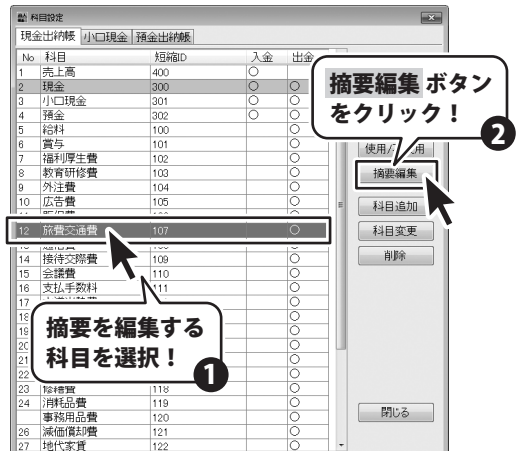 科目設定
現金出納帳 小口現金 預金出納帳
No 科目 短縮ID 入金 出金
1 売上高 400 ○
2 現金 300 ○ ○
3 小口現金 301 ○ ○
4 預金 302 ○ ○
5 給料 100
6 賞与 101
7 福利厚生費 102
8 教育研修費 103
9 外注費 104 ○
10 広告費 105 ○
12 旅費交通費 107 ○
14 接待交際費 109 ○
15 会議費 110 ○
16 支払手数料 111 ○
17 ○
18 ○
19 ○
20 ○
21 ○
22 ○
23 修繕費 118 ○
24 消耗品費 119 ○
事務用品費 120 ○
26 減価償却費 121 ○
27 地代家賃 122 ○
摘要編集 ボタン
をクリック！
2
摘要編集
科目追加
科目変更
削除
閉じる
摘要を編集する
科目を選択！
1